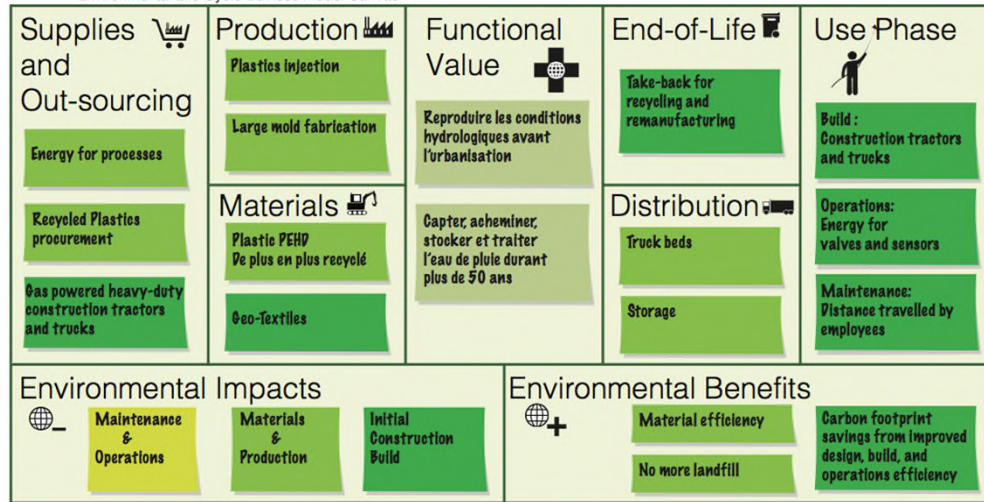 Supplies
and
Out-sourcing
Energy for processes
Recycled Plastics
procurement
Gas powered heavy-duty
construction tractors
and trucks
Production
Plastics injection
Large mold fabrication
Materials
Plastic PEHD
De plus en plus recyclé
Geo-Textiles
Functional
Value
Reproduire les conditions
hydrologiques avant
l'urbanisation
Capter, acheminer,
stocker et traiter
l'eau de pluie durant
plus de 50 ans
End-of-Life
Take-back for
recycling and
remanufacturing
Distribution
Truck beds
Storage
Use Phase
Build :
Construction tractors
and trucks
Operations:
Energy for
valves and sensors
Maintenance:
Distance travelled by
employees
Environmental Impacts
Maintenance
&
Operations
Materials
&
Production
Initial
Construction
Build
Environmental Benefits
Material efficiency
No more landfill
Carbon footprint
savings from improved
design, build, and
operations efficiency